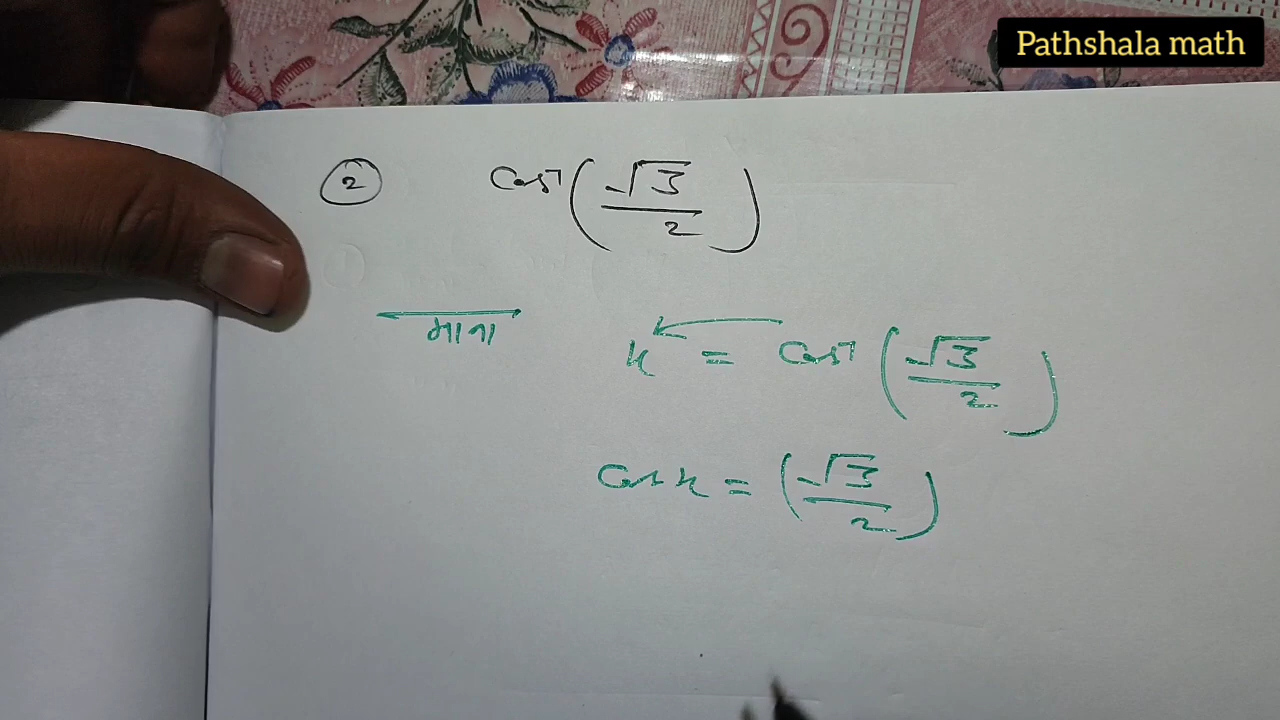 Pathshala math
② Cos⁻¹(√3/2)
माना x = Cos⁻¹(√3/2)
Cos x = (√3/2)